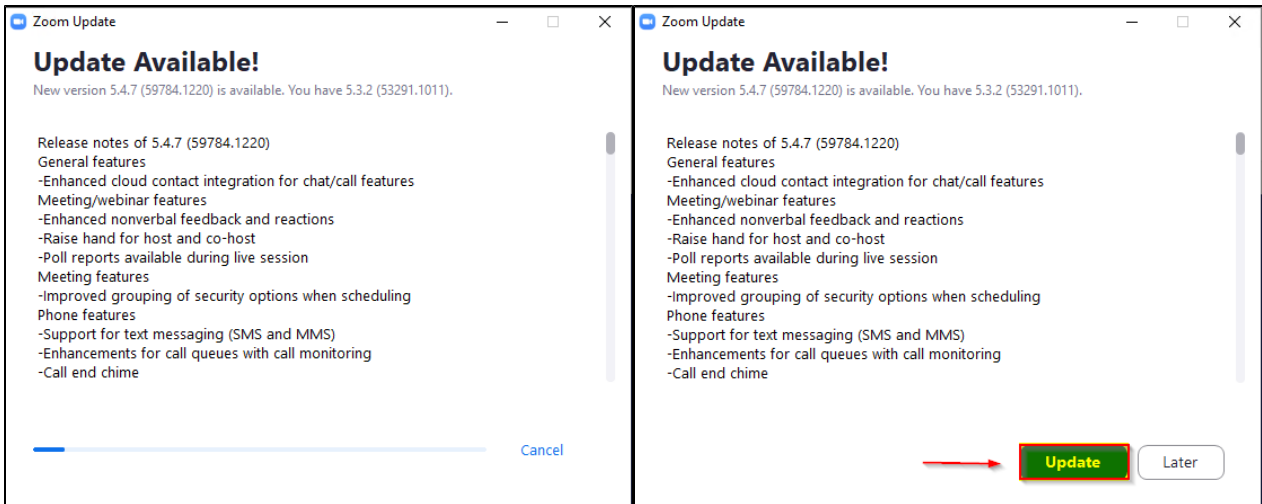 Zoom Update
Update Available!
New version 5.4.7 (59784.1220) is available. You have 5.3.2 (53291.1011).
Release notes of 5.4.7 (59784.1220)
General features
-Enhanced cloud contact integration for chat/call features
Meeting/webinar features
-Enhanced nonverbal feedback and reactions
-Raise hand for host and co-host
-Poll reports available during live session
Meeting features
-Improved grouping of security options when scheduling
Phone features
-Support for text messaging (SMS and MMS)
-Enhancements for call queues with call monitoring
-Call end chime
Cancel
Zoom Update
Update Available!
New version 5.4.7 (59784.1220) is available. You have 5.3.2 (53291.1011).
Release notes of 5.4.7 (59784.1220)
General features
-Enhanced cloud contact integration for chat/call features
Meeting/webinar features
-Enhanced nonverbal feedback and reactions
-Raise hand for host and co-host
-Poll reports available during live session
Meeting features
-Improved grouping of security options when scheduling
Phone features
-Support for text messaging (SMS and MMS)
-Enhancements for call queues with call monitoring
-Call end chime
Update
Later